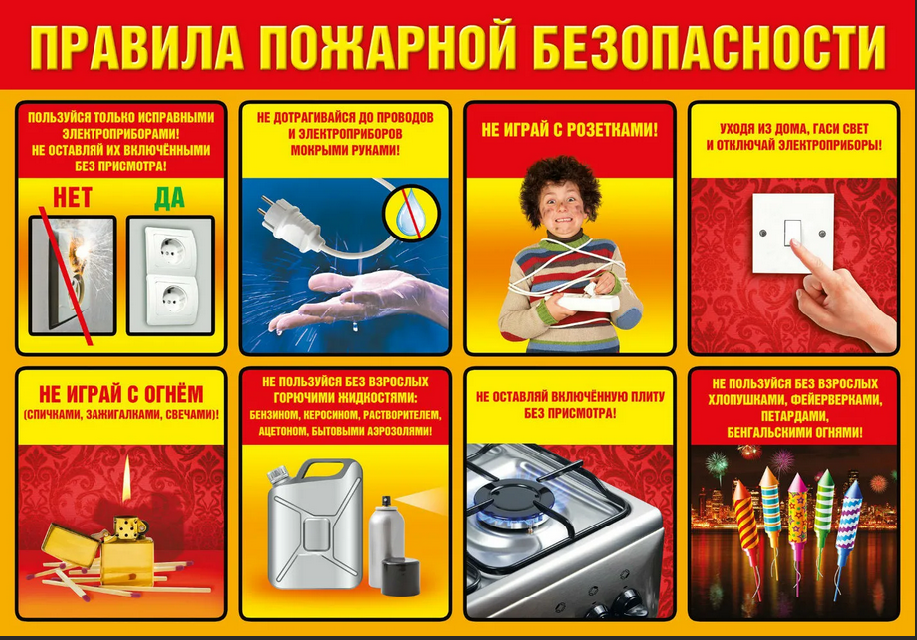 ПРАВИЛА ПОЖАРНОЙ БЕЗОПАСНОСТИ
ПОЛЬЗУЙСЯ ТОЛЬКО ИСПРАВНЫМИ
ЭЛЕКТРОПРИБОРАМИ!
НЕ ОСТАВЛЯЙ ИХ ВКЛЮЧЁННЫМИ
БЕЗ ПРИСМОТРА!
НЕТ ДА
НЕ ДОТРАГИВАЙСЯ ДО ПРОВОДОВ
И ЭЛЕКТРОПРИБОРОВ
МОКРЫМИ РУКАМИ!
НЕ ИГРАЙ С РОЗЕТКАМИ!
УХОДЯ ИЗ ДОМА, ГАСИ СВЕТ
И ОТКЛЮЧАЙ ЭЛЕКТРОПРИБОРЫ!
НЕ ИГРАЙ С ОГНЁМ
(СПИЧКАМИ, ЗАЖИГАЛКАМИ, СВЕЧАМИ)!
НЕ ПОЛЬЗУЙСЯ БЕЗ ВЗРОСЛЫХ
ГОРЮЧИМИ ЖИДКОСТЯМИ:
БЕНЗИНОМ, КЕРОСИНОМ, РАСТВОРИТЕЛЕМ,
АЦЕТОНОМ, БЫТОВЫМИ АЭРОЗОЛЯМИ!
НЕ ОСТАВЛЯЙ ВКЛЮЧЁННУЮ ПЛИТУ
БЕЗ ПРИСМОТРА!
НЕ ПОЛЬЗУЙСЯ БЕЗ ВЗРОСЛЫХ
ХЛОПУШКАМИ, ФЕЙЕРВЕРКАМИ,
ПЕТАРДАМИ,
БЕНГАЛЬСКИМИ ОГНЯМИ!